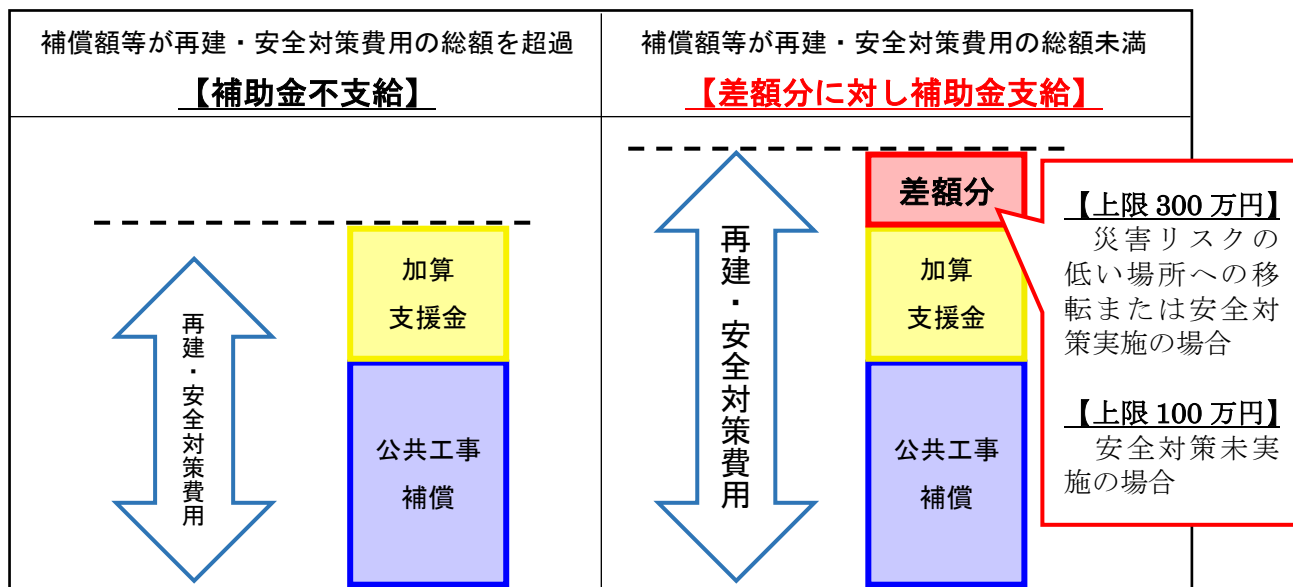 補償額等が再建・安全対策費用の総額を超過
【補助金不支給】
再建・安全対策費用
加算
支援金
公共工事
補償
補償額等が再建・安全対策費用の総額未満
【差額分に対し補助金支給】
再建・安全対策費用
差額分
加算
支援金
公共工事
補償
【上限 300 万円】
災害リスクの
低い場所への移
転または安全対
策実施の場合
【上限 100 万円】
安全対策未実
施の場合